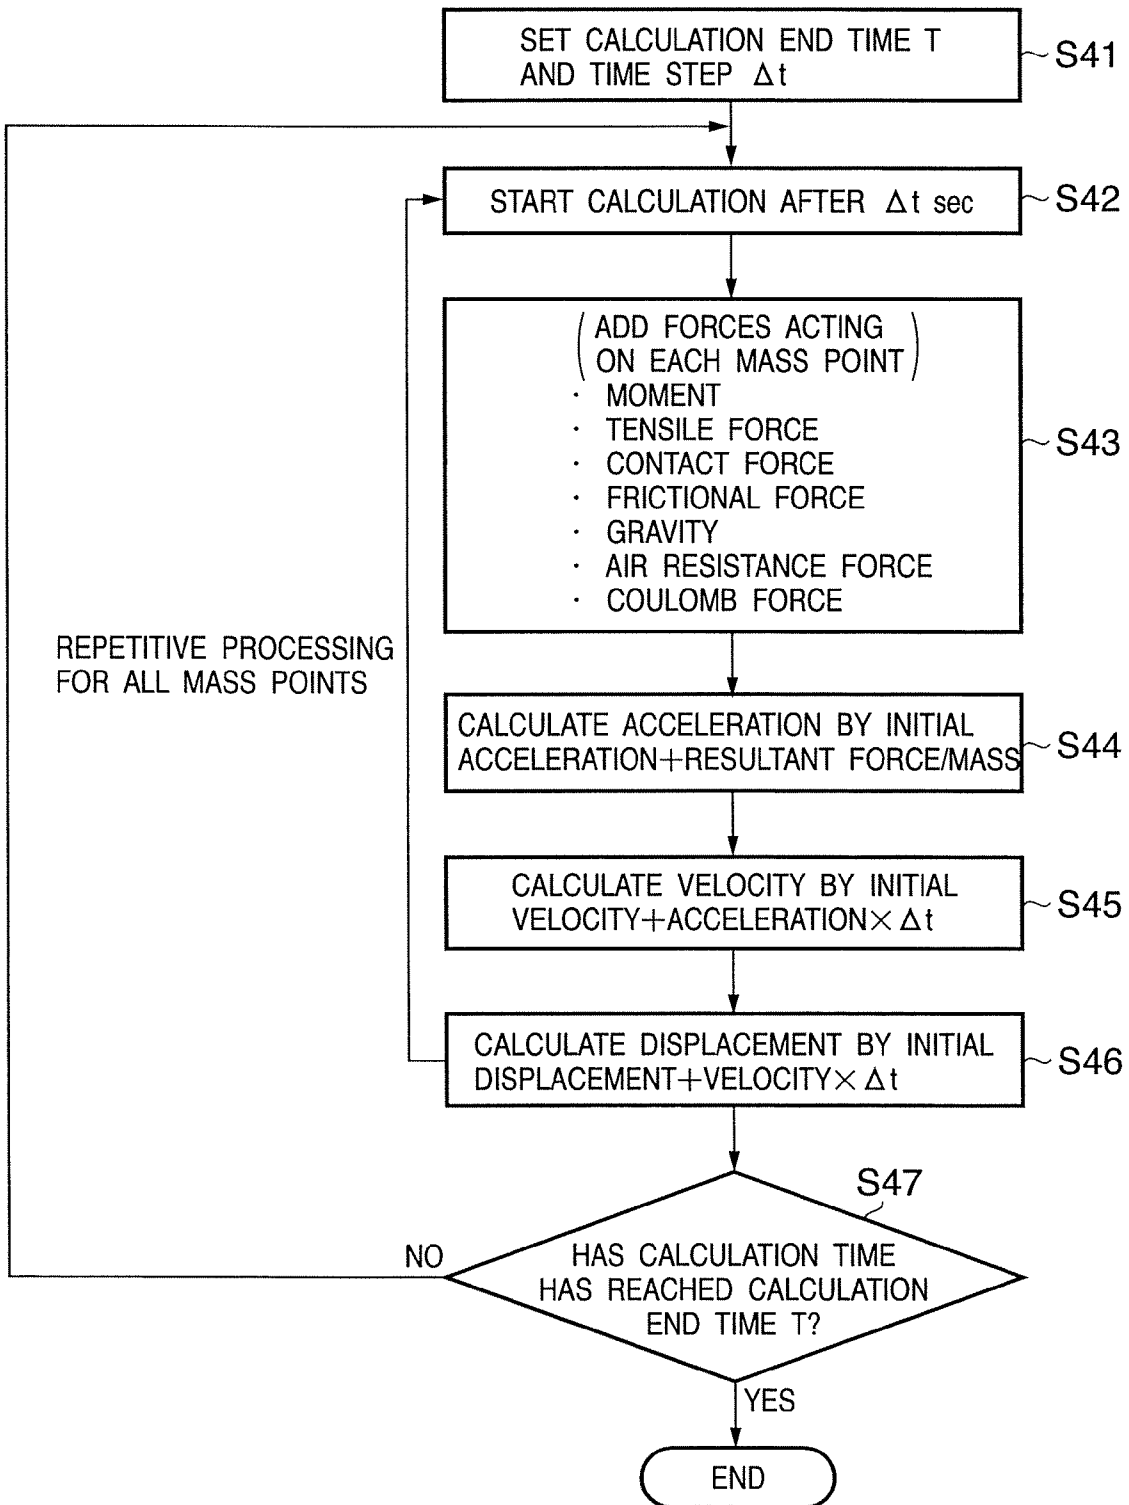 SET CALCULATION END TIME T
AND TIME STEP Δt
S41
START CALCULATION AFTER Δt sec
S42
(ADD FORCES ACTING
ON EACH MASS POINT)
· MOMENT
· TENSILE FORCE
· CONTACT FORCE
· FRICTIONAL FORCE
· GRAVITY
· AIR RESISTANCE FORCE
· COULOMB FORCE
S43
REPETITIVE PROCESSING
FOR ALL MASS POINTS
CALCULATE ACCELERATION BY INITIAL
ACCELERATION+RESULTANT FORCE/MASS
S44
CALCULATE VELOCITY BY INITIAL
VELOCITY+ACCELERATION×Δt
S45
CALCULATE DISPLACEMENT BY INITIAL
DISPLACEMENT+VELOCITY×Δt
S46
S47
NO
HAS CALCULATION TIME
HAS REACHED CALCULATION
END TIME T?
YES
END